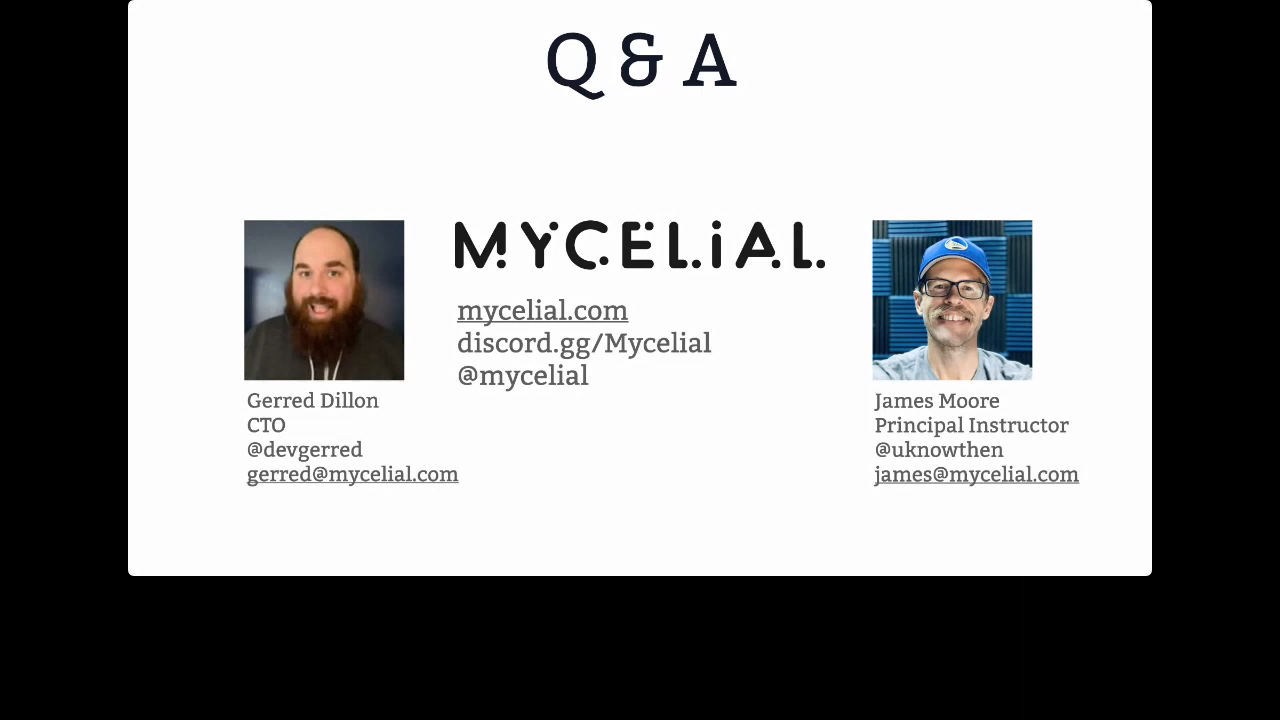 Q & A
MYCELIAL
mycelial.com
discord.gg/Mycelial
@mycelial
Gerred Dillon
CTO
@devgerred
gerred@mycelial.com
James Moore
Principal Instructor
@uknowthen
james@mycelial.com